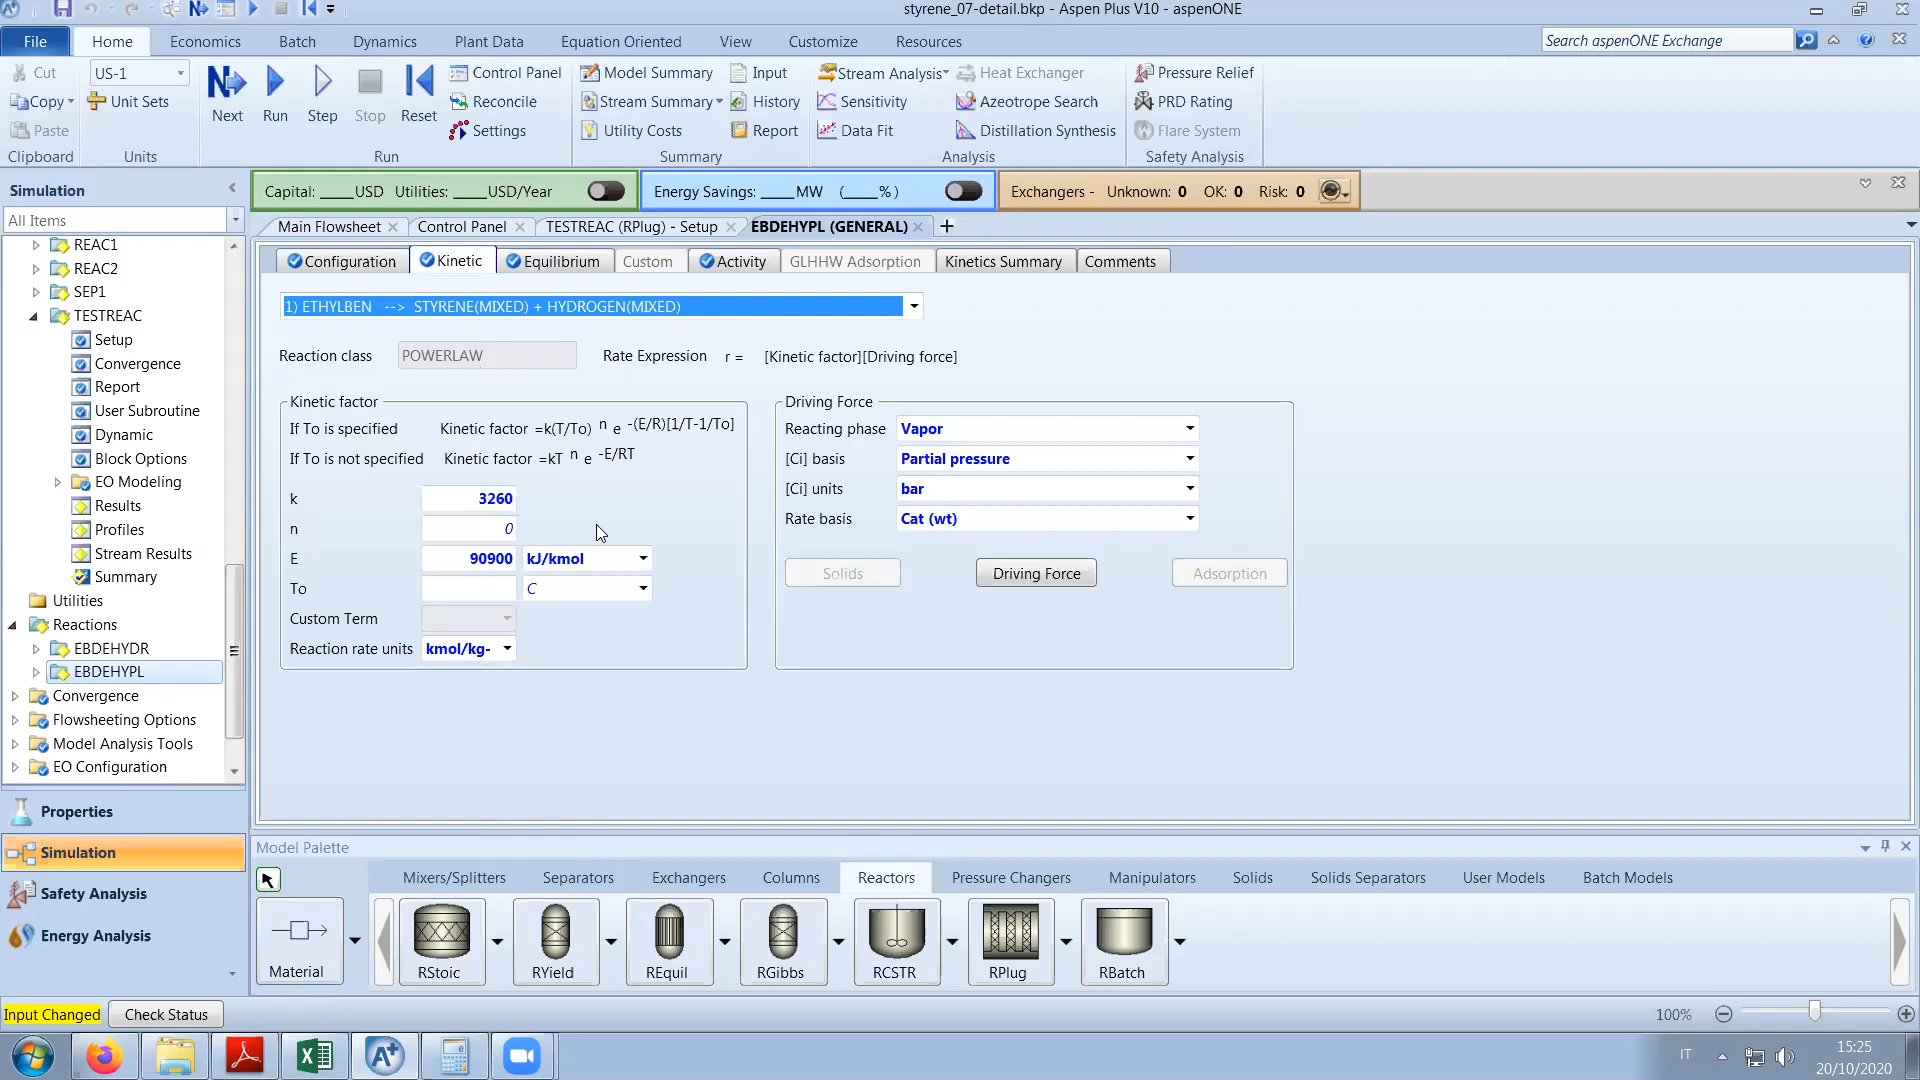 styrene_07-detail.bkp - Aspen Plus V10 - aspenONE
File Home Economics Batch Dynamics Plant Data Equation Oriented View Customize Resources Search aspenONE Exchange
Cut US-1 Control Panel Model Summary Input Stream Analysis Heat Exchanger Pressure Relief
Copy Unit Sets Next Run Step Stop Reset Reconcile Stream Summary History Sensitivity Azeotrope Search PRD Rating
Paste Settings Utility Costs Report Data Fit Distillation Synthesis Flare System
Clipboard Units Run Summary Analysis Safety Analysis
Simulation Capital: _____USD Utilities: _____USD/Year Energy Savings: _____MW (_____%) Exchangers - Unknown: 0 OK: 0 Risk: 0
All Items
Main Flowsheet Control Panel TESTREAC (RPlug) - Setup EBDEHYPL (GENERAL) +
REAC1
REAC2
SEP1
TESTREAC
Setup
Convergence
Report
User Subroutine
Dynamic
Block Options
EO Modeling
Results
Profiles
Stream Results
Summary
Utilities
Reactions
EBDEHYDR
EBDEHYPL
Convergence
Flowsheeting Options
Model Analysis Tools
EO Configuration
Properties
Simulation
Safety Analysis
Energy Analysis
Configuration Kinetic Equilibrium Custom Activity GLHHW Adsorption Kinetics Summary Comments
1) ETHYLBEN --> STYRENE(MIXED) + HYDROGEN(MIXED)
Reaction class POWERLAW Rate Expression r = [Kinetic factor][Driving force]
Kinetic factor
If To is specified Kinetic factor =k(T/To) n e -(E/R)[1/T-1/To]
If To is not specified Kinetic factor =kT n e -E/RT
k 3260
n 0
E 90900 kJ/kmol
To C
Custom Term
Reaction rate units kmol/kg-
Driving Force
Reacting phase Vapor
[Ci] basis Partial pressure
[Ci] units bar
Rate basis Cat (wt)
Solids Driving Force Adsorption
Model Palette
Mixers/Splitters Separators Exchangers Columns Reactors Pressure Changers Manipulators Solids Solids Separators User Models Batch Models
Material RStoic RYield REquil RGibbs RCSTR RPlug RBatch
Input Changed Check Status 100%
IT 15:25
20/10/2020